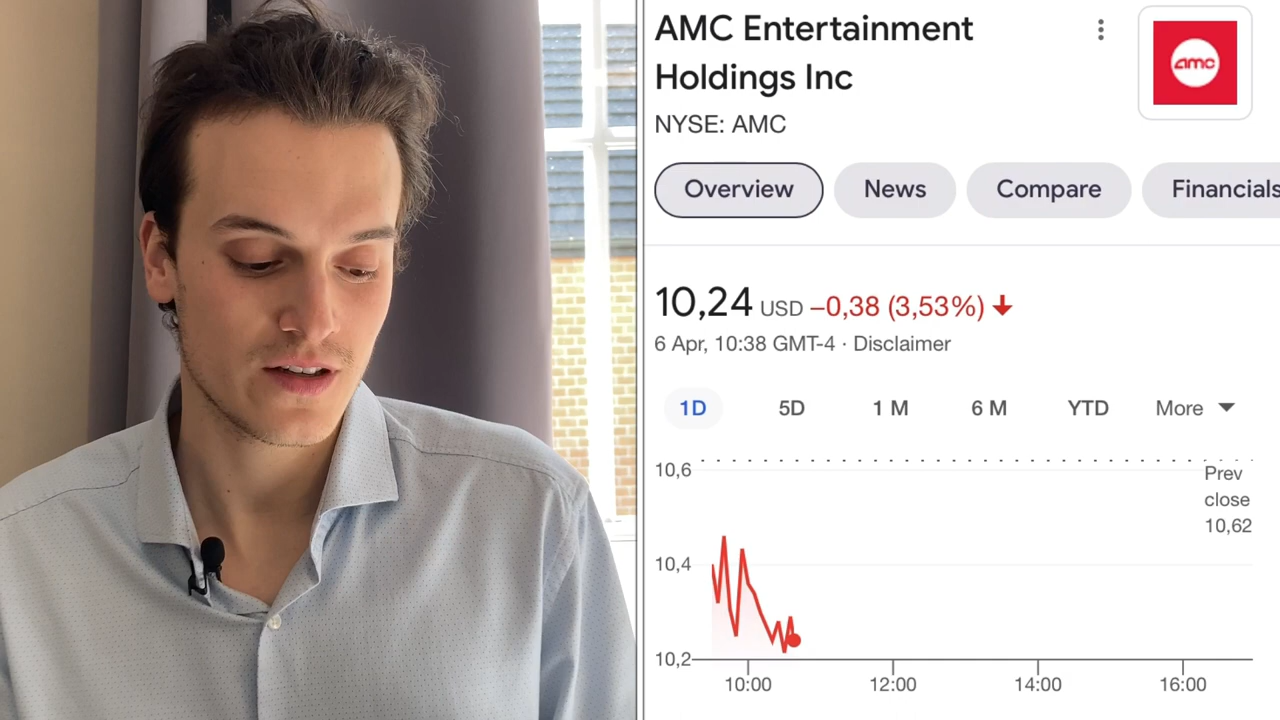 AMC Entertainment
Holdings Inc
amc
NYSE: AMC
Overview
News
Compare
Financials
10,24 USD −0,38 (3,53%)
6 Apr, 10:38 GMT-4 · Disclaimer
1D
5D
1 M
6 M
YTD
More
10,6
Prev
close
10,62
10,4
10,2
10:00
12:00
14:00
16:00